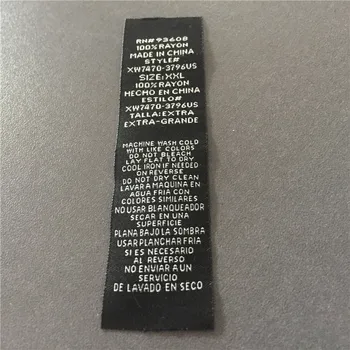 RN# 93608
100% RAYON
MADE IN CHINA
STYLE#
XW7470-3796US
SIZE:XXL
100% RAYON
HECHO EN CHINA
ESTILO#
XW7470-3796US
TALLA:EXTRA
EXTRA-GRANDE
MACHINE WASH COLD
WITH LIKE COLORS
DO NOT BLEACH
LAY FLAT TO DRY
COOL IRON IF NEEDED
ON REVERSE
DO NOT DRY CLEAN
LAVAR A MAQUINA EN
AGUA FRIA CON
COLORES SIMILARES
NO USAR BLANQUEADOR
SECAR EN UNA
SUPERFICIE
PLANA BAJO LA SOMBRA
USAR PLANCHAR FRIA
SI ES NECESARIO
AL REVERSO
NO ENVIAR A UN
SERVICIO
DE LAVADO EN SECO